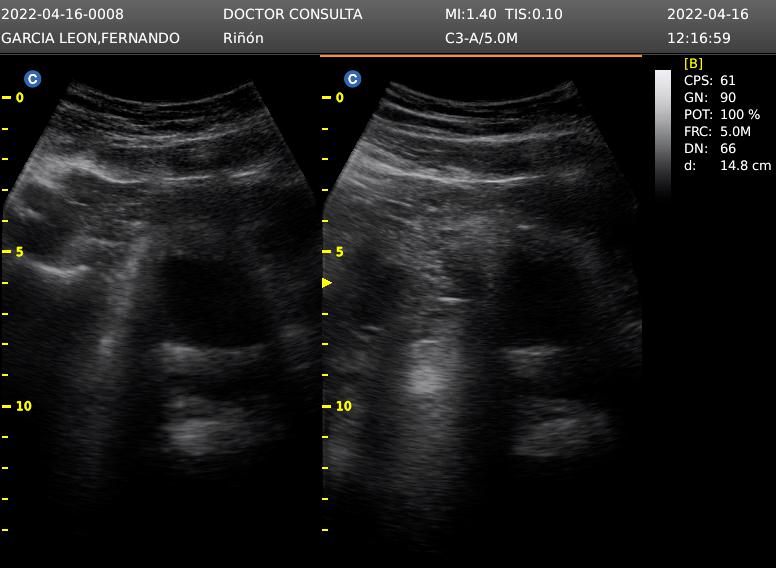 2022-04-16-0008 DOCTOR CONSULTA MI:1.40 TIS:0.10 2022-04-16
GARCIA LEON,FERNANDO Riñón C3-A/5.0M 12:16:59
C C
[B]
CPS: 61
GN: 90
POT: 100 %
FRC: 5.0M
DN: 66
d: 14.8 cm
0 0
5 5
10 10